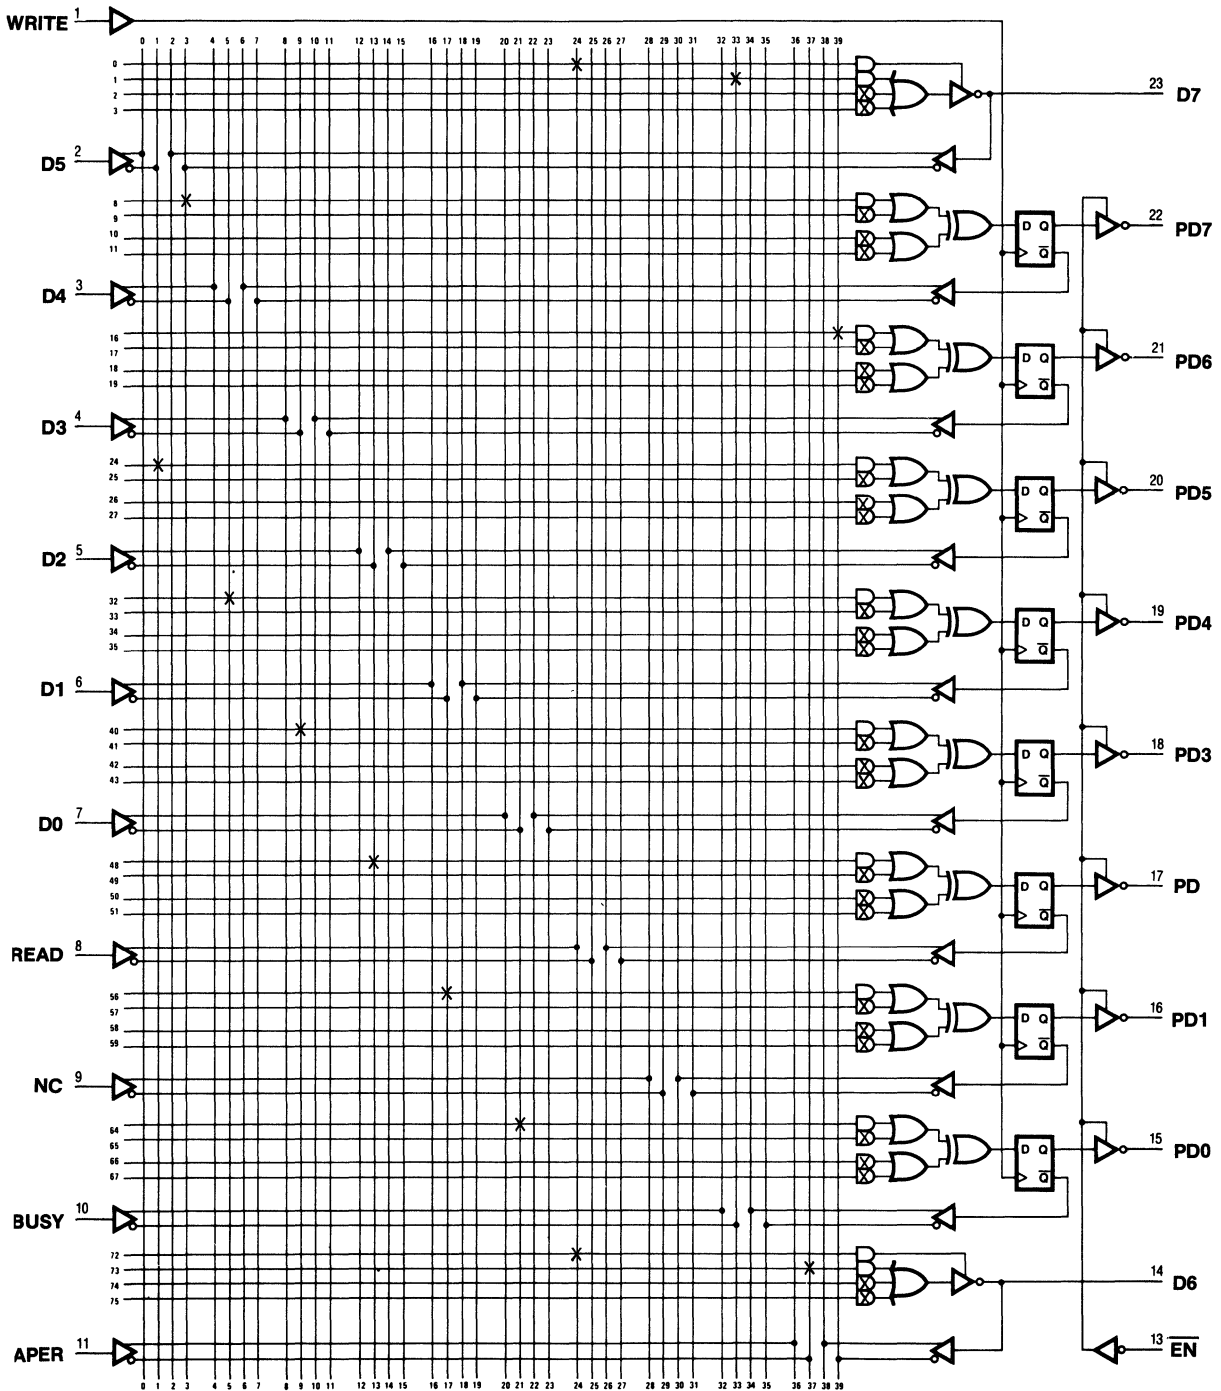 WRITE 1
0 1 2 3 4 5 6 7 8 9 10 11 12 13 14 15 16 17 18 19 20 21 22 23 24 25 26 27 28 29 30 31 32 33 34 35 36 37 38 39
0
1
2
3
23 D7
D5 2
8
9
10
11
D Q
Q
22 PD7
D4 3
16
17
18
19
D Q
Q
21 PD6
D3 4
24
25
26
27
D Q
Q
20 PD5
D2 5
32
33
34
35
D Q
Q
19 PD4
D1 6
40
41
42
43
D Q
Q
18 PD3
D0 7
48
49
50
51
D Q
Q
17 PD
READ 8
56
57
58
59
D Q
Q
16 PD1
NC 9
64
65
66
67
D Q
Q
15 PD0
BUSY 10
72
73
74
75
14 D6
APER 11
13 EN
0 1 2 3 4 5 6 7 8 9 10 11 12 13 14 15 16 17 18 19 20 21 22 23 24 25 26 27 28 29 30 31 32 33 34 35 36 37 38 39